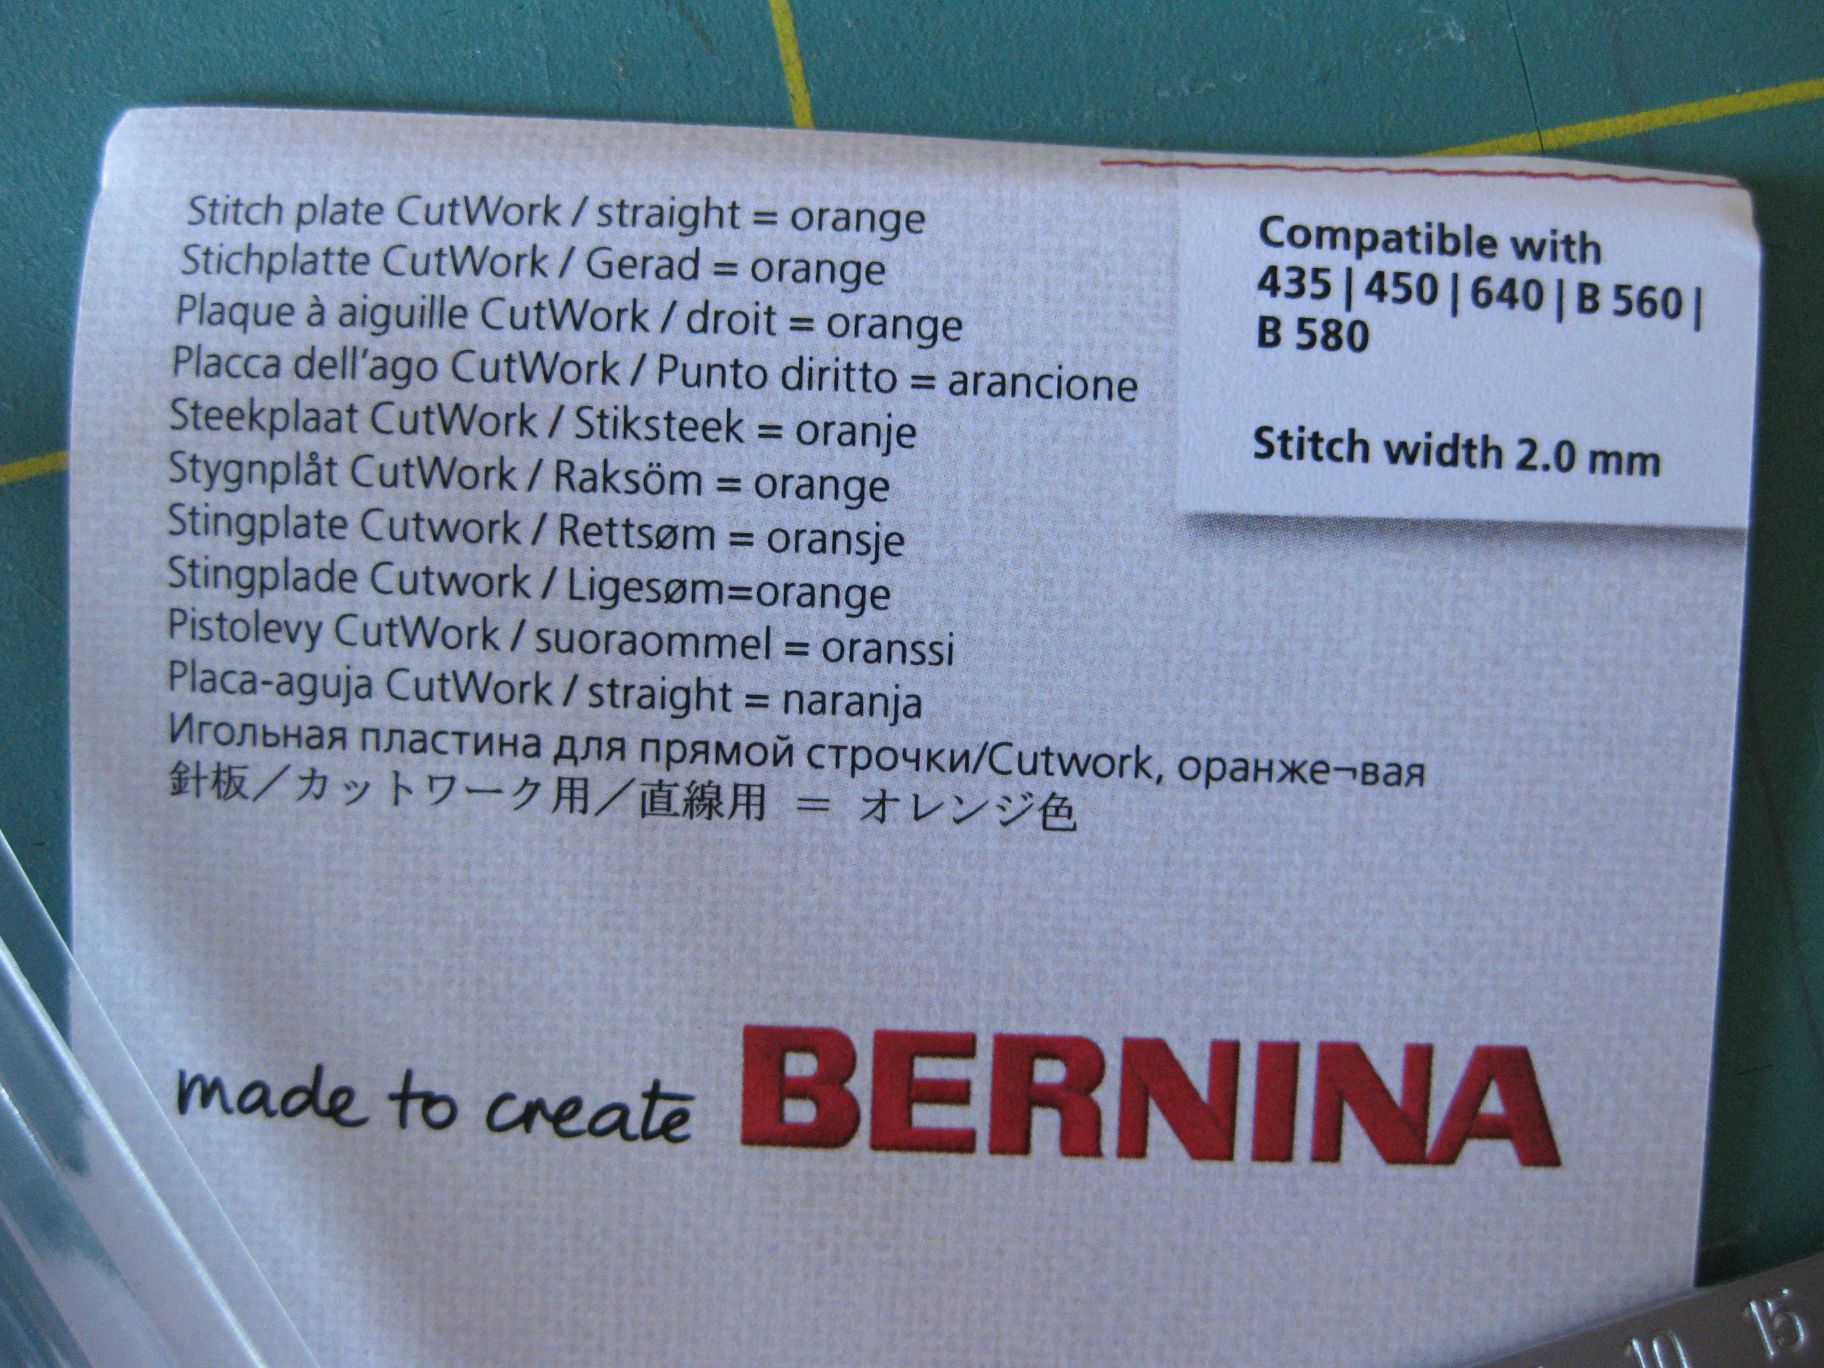 Stitch plate CutWork / straight = orange
Stichplatte CutWork / Gerad = orange
Plaque à aiguille CutWork / droit = orange
Placca dell'ago CutWork / Punto diritto = arancione
Steekplaat CutWork / Stiksteek = oranje
Stygnplåt CutWork / Raksöm = orange
Stingplate Cutwork / Rettsøm = oransje
Stingplade Cutwork / Ligesøm=orange
Pistolevy CutWork / suoraommel = oranssi
Placa-aguja CutWork / straight = naranja
Игольная пластина для прямой строчки/Cutwork, оранже¬вая
針板／カットワーク用／直線用 ＝ オレンジ色
Compatible with
435 | 450 | 640 | B 560 |
B 580
Stitch width 2.0 mm
made to create BERNINA
10 15